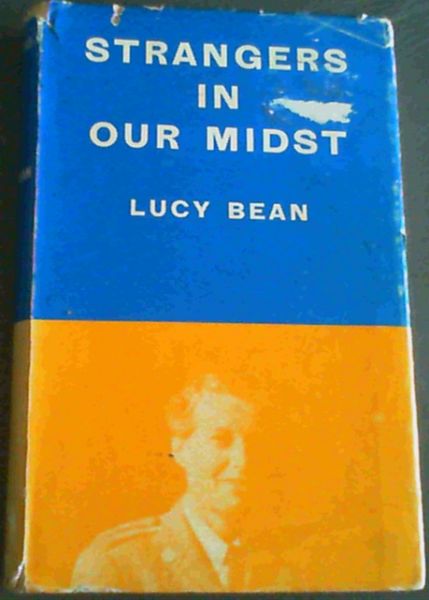 STRANGERS
IN
OUR MIDST
LUCY BEAN